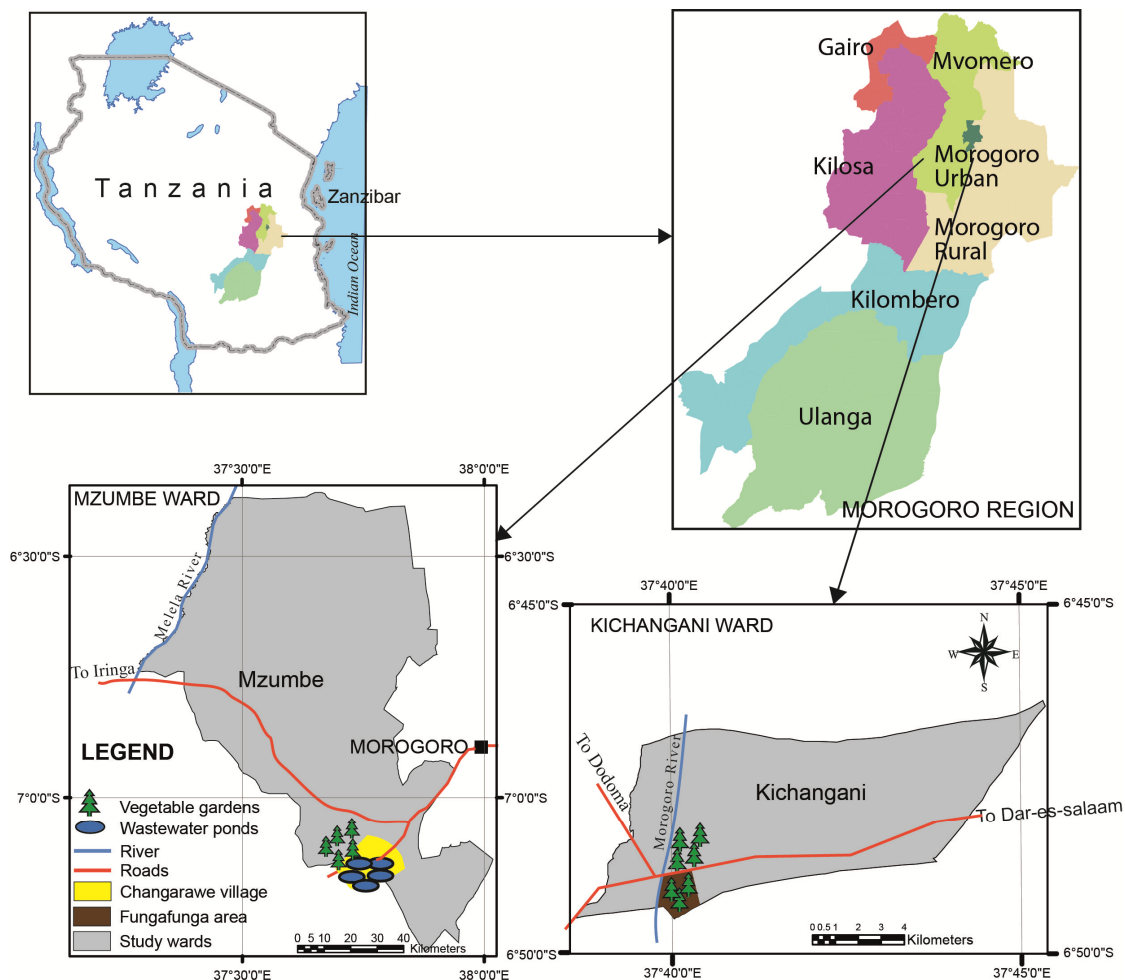 Tanzania
Zanzibar
Indian Ocean
Gairo
Mvomero
Kilosa
Morogoro
Urban
Morogoro
Rural
Kilombero
Ulanga
MOROGORO REGION
37°30'0"E
38°0'0"E
MZUMBE WARD
6°30'0"S
6°30'0"S
Melela River
To Iringa
Mzumbe
MOROGORO
7°0'0"S
7°0'0"S
LEGEND
Vegetable gardens
Wastewater ponds
River
Roads
Changarawe village
Fungafunga area
Study wards
0 5 10 20 30 40
Kilometers
37°30'0"E
38°0'0"E
6°50'0"S
37°40'0"E
37°45'0"E
6°45'0"S
6°45'0"S
KICHANGANI WARD
N
W
E
S
To Dodoma
Morogoro River
Kichangani
To Dar-es-salaam
0 0.5 1 2 3 4
Kilometers
6°50'0"S
37°40'0"E
37°45'0"E